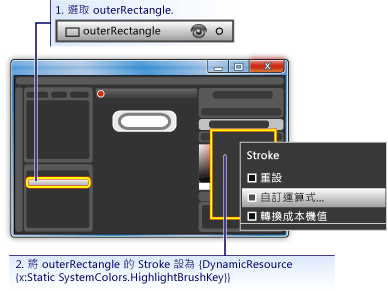 1. 選取 outerRectangle.
outerRectangle
X
Stroke
重設
自訂運算式...
轉換成本機值
2. 將 outerRectangle 的 Stroke 設為 {DynamicResource
{x:Static SystemColors.HighlightBrushKey}}